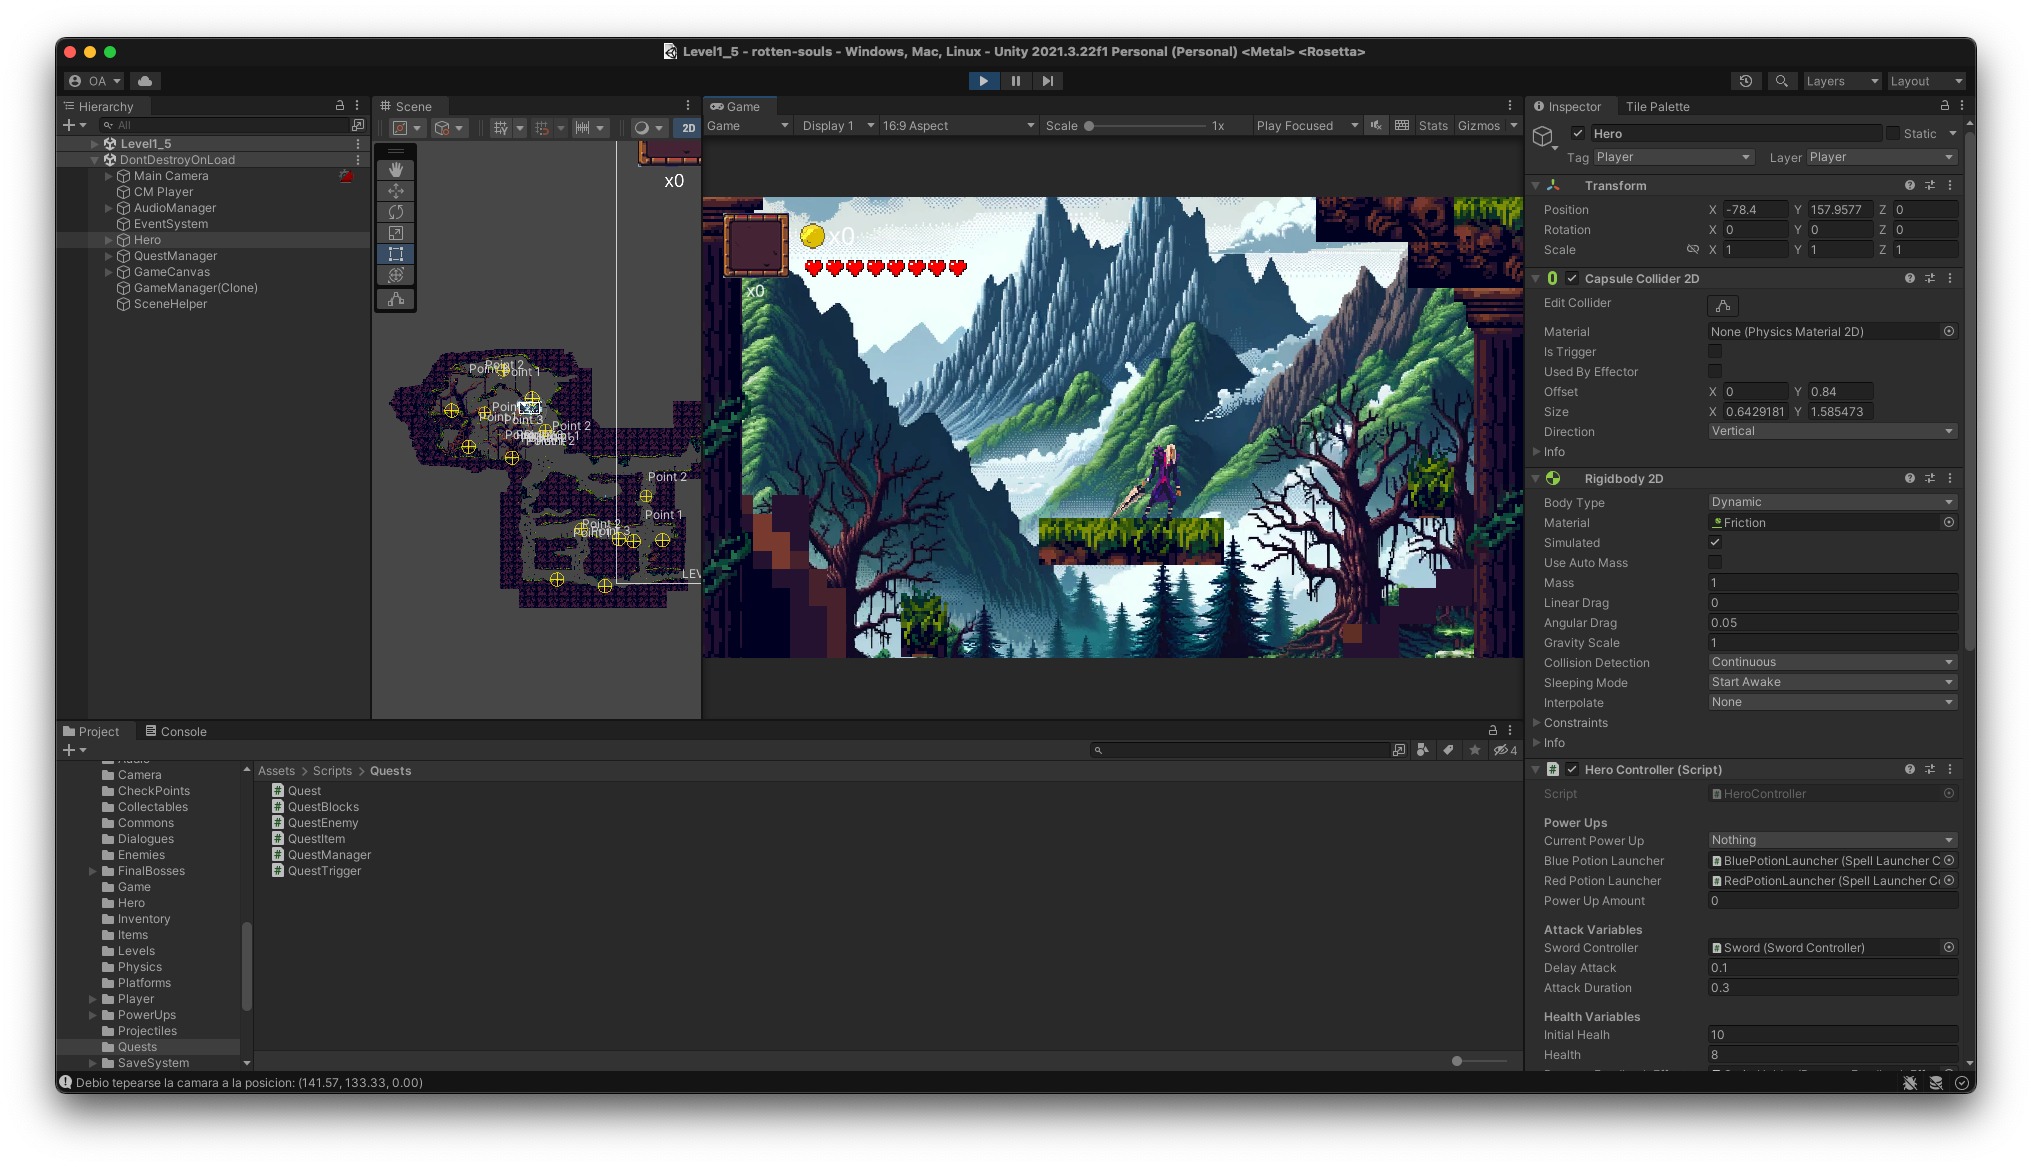 Level1_5 - rotten-souls - Windows, Mac, Linux - Unity 2021.3.22f1 Personal (Personal) <Metal> <Rosetta>
OA
Layers
Layout
Hierarchy
All
Level1_5
DontDestroyOnLoad
Main Camera
CM Player
AudioManager
EventSystem
Hero
QuestManager
GameCanvas
GameManager(Clone)
SceneHelper
Scene
2D
x0
Point 2
Point 1
Point 3
Point 2
Point 2
Point 1
Point 2
Game
Game
Display 1
16:9 Aspect
Scale
1x
Play Focused
Stats
Gizmos
x0
x0
Project
Console
4
Camera
CheckPoints
Collectables
Commons
Dialogues
Enemies
FinalBosses
Game
Hero
Inventory
Items
Levels
Physics
Platforms
Player
PowerUps
Projectiles
Quests
SaveSystem
Assets > Scripts > Quests
Quest
QuestBlocks
QuestEnemy
QuestItem
QuestManager
QuestTrigger
Inspector
Tile Palette
Hero
Static
Tag Player
Layer Player
Transform
Position X -78.4 Y 157.9577 Z 0
Rotation X 0 Y 0 Z 0
Scale X 1 Y 1 Z 1
Capsule Collider 2D
Edit Collider
Material None (Physics Material 2D)
Is Trigger
Used By Effector
Offset X 0 Y 0.84
Size X 0.6429181 Y 1.585473
Direction Vertical
Info
Rigidbody 2D
Body Type Dynamic
Material Friction
Simulated
Use Auto Mass
Mass 1
Linear Drag 0
Angular Drag 0.05
Gravity Scale 1
Collision Detection Continuous
Sleeping Mode Start Awake
Interpolate None
Constraints
Info
Hero Controller (Script)
Script HeroController
Power Ups
Current Power Up Nothing
Blue Potion Launcher BluePotionLauncher (Spell Launcher C
Red Potion Launcher RedPotionLauncher (Spell Launcher C
Power Up Amount 0
Attack Variables
Sword Controller Sword (Sword Controller)
Delay Attack 0.1
Attack Duration 0.3
Health Variables
Initial Healh 10
Health 8
Debio tepearse la camara a la posicion: (141.57, 133.33, 0.00)